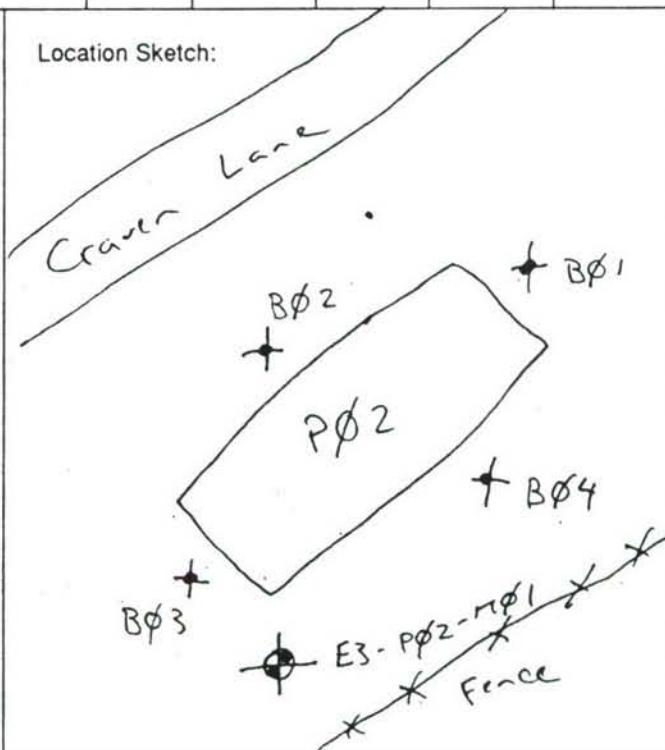 Location Sketch:
Craven Lane
BØ1
BØ2
PØ2
BØ4
BØ3
E3-PØ2-MØ1
Fence